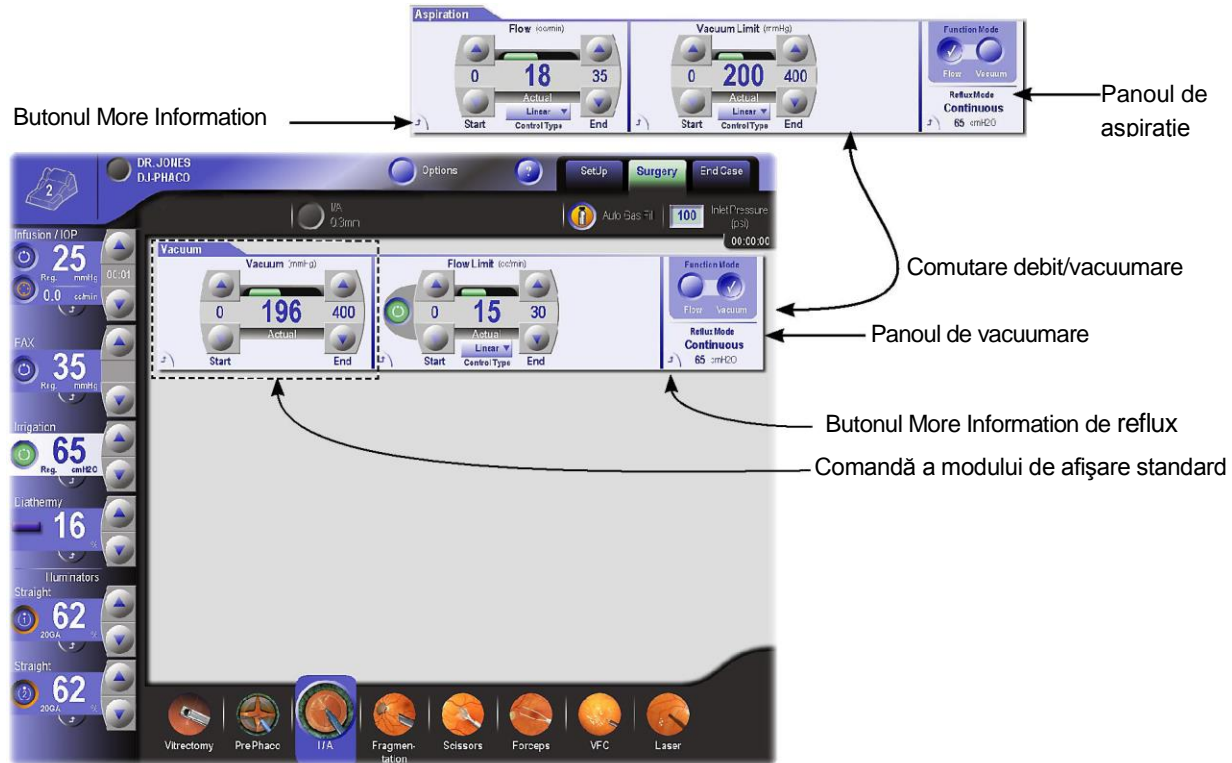 Aspiration
Flow (cc/min)
Vacuum Limit (mmHg)
Function Mode
0 18 35
0 200 400
Flow Vacuum
Actual
Actual
Reflux Mode
Linear
Linear
Continuous
Start Control Type End
Start Control Type End
65 cmH2O
Butonul More Information
Panoul de
aspiratie
2
DR. JONES
DJ-PHACO
Options
?
SetUp
Surgery
End Case
I/A
0.3mm
Auto Gas Fill
100
Inlet Pressure
(psi)
00:00:00
Infusion / IOP
25
Reg. mmHg
00:01
0.0 cc/min
Vacuum
Vacuum (mmHg)
Flow Limit (cc/min)
Function Mode
0 196 400
0 15 30
Flow Vacuum
Actual
Actual
Reflux Mode
Linear
Continuous
Start End
Start Control Type End
65 cmH2O
Comutare debit/vacuumare
Panoul de vacuumare
Butonul More Information de reflux
Comandă a modului de afişare standard
FAX
35
Reg. mmHg
Irrigation
65
Reg. cmH2O
Diathermy
16
%
Illuminators
Straight
1
62
20GA %
Straight
2
62
20GA %
Vitrectomy
PrePhaco
I/A
Fragmen-
tation
Scissors
Forceps
VFC
Laser